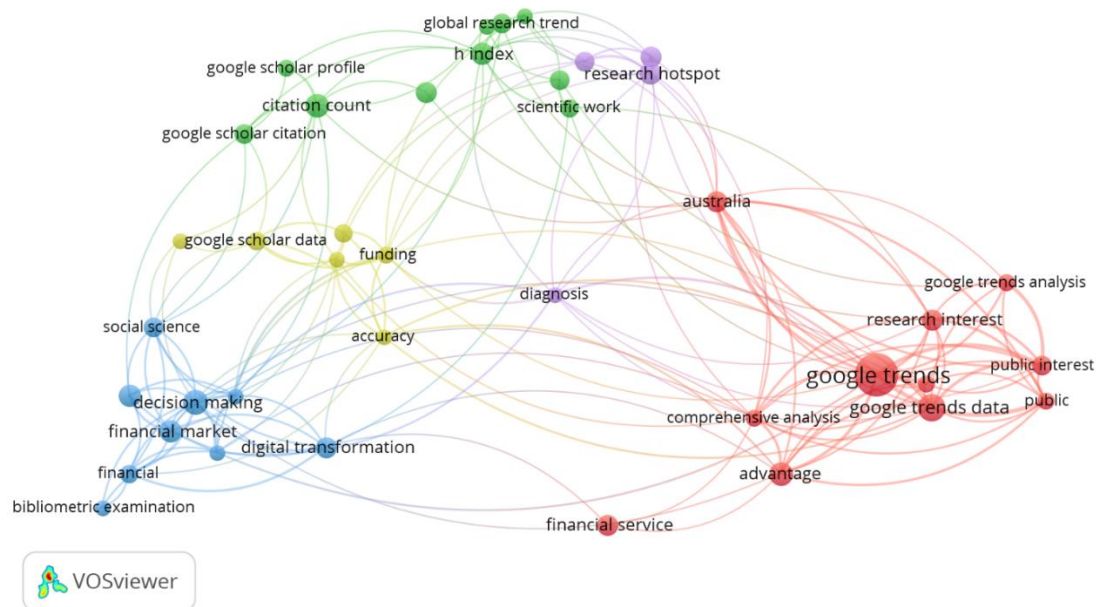 global research trend
h index
google scholar profile
research hotspot
citation count
scientific work
google scholar citation
australia
google scholar data
funding
google trends analysis
diagnosis
research interest
social science
accuracy
public interest
google trends
decision making
public
google trends data
comprehensive analysis
financial market
digital transformation
financial
advantage
bibliometric examination
financial service
VOSviewer